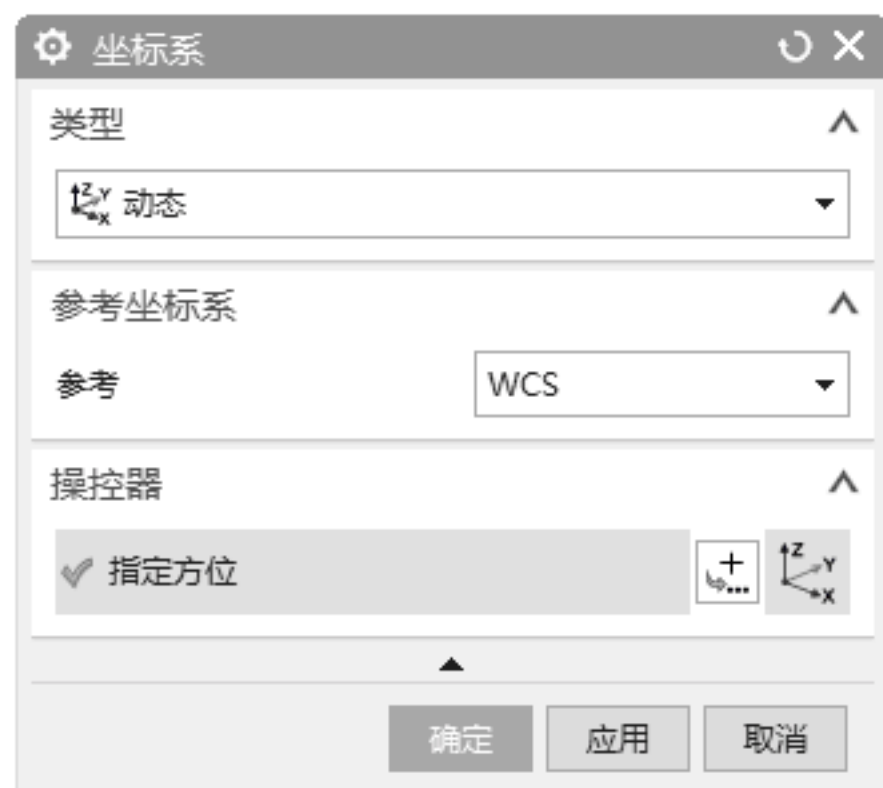 坐标系
类型
动态
参考坐标系
参考 WCS
操控器
指定方位
确定 应用 取消